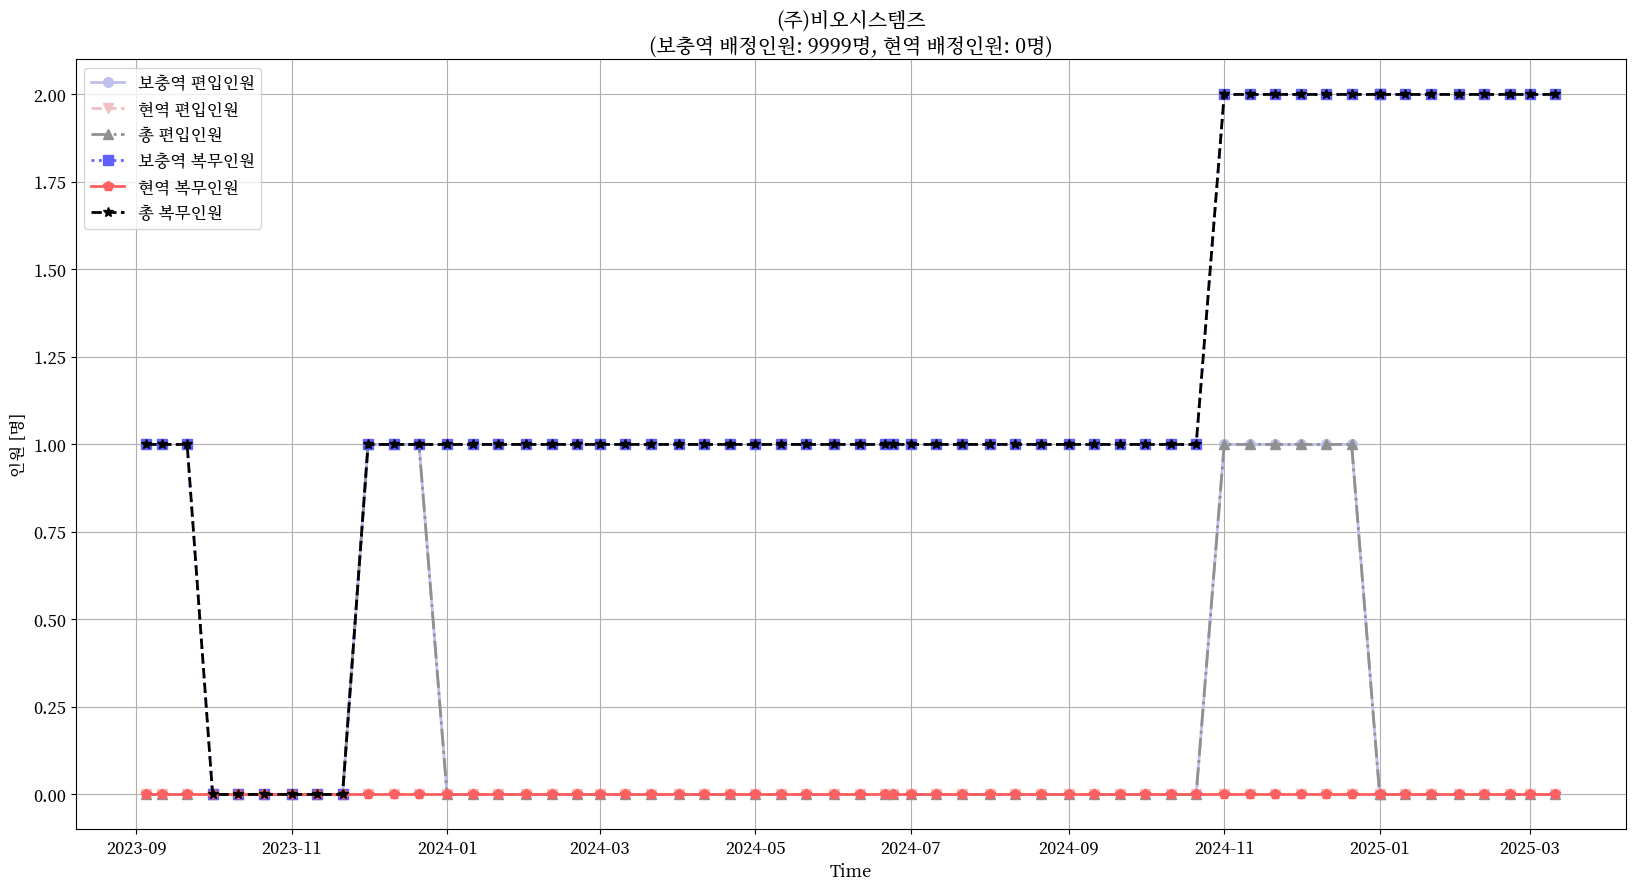 (주)비오시스템즈
(보충역 배정인원: 9999명, 현역 배정인원: 0명)
보충역 편입인원
현역 편입인원
총 편입인원
보충역 복무인원
현역 복무인원
총 복무인원
2.00
1.75
1.50
1.25
1.00
0.75
0.50
0.25
0.00
인원 [명]
2023-09
2023-11
2024-01
2024-03
2024-05
2024-07
2024-09
2024-11
2025-01
2025-03
Time